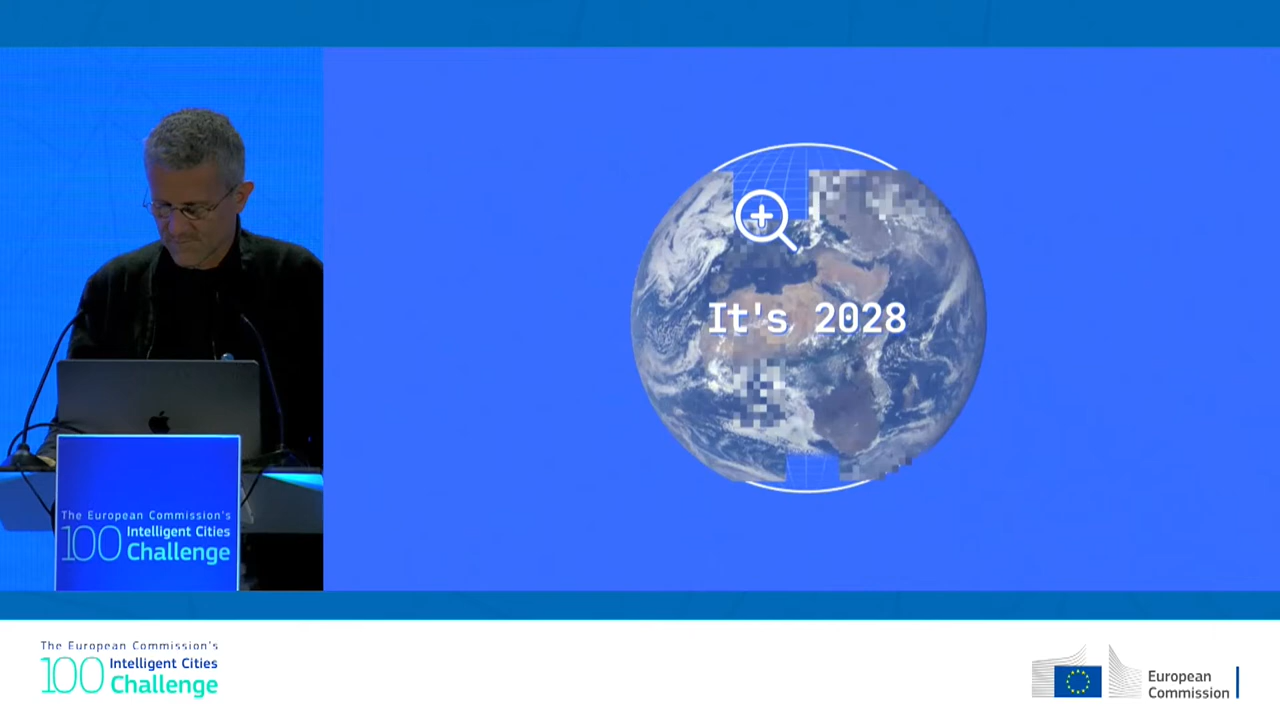 It's 2028
The European Commission's
100 Intelligent Cities
Challenge
The European Commission's
100 Intelligent Cities
Challenge
European
Commission